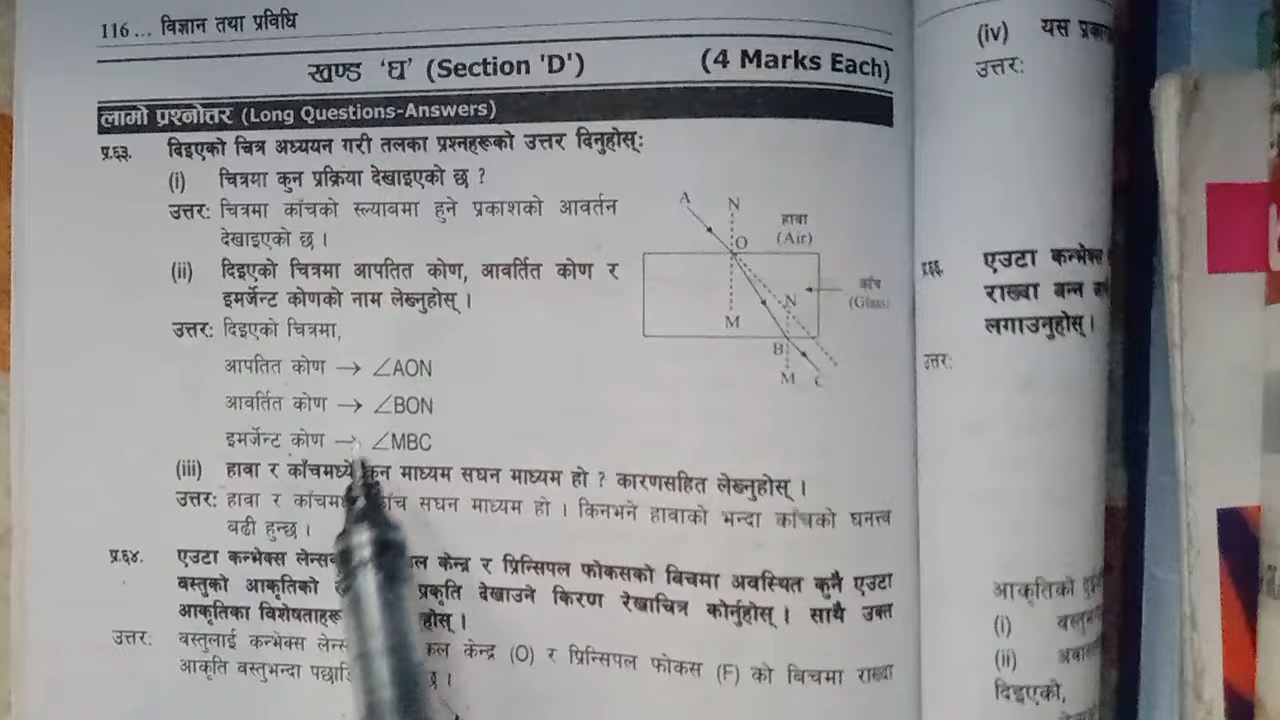 116 ... विज्ञान तथा प्रविधि
खण्ड 'घ' (Section 'D') (4 Marks Each)
लामो प्रश्नोत्तर (Long Questions-Answers)
प्र.६३. दिइएको चित्र अध्ययन गरी तलका प्रश्नहरूको उत्तर दिनुहोस्ः
(i) चित्रमा कुन प्रक्रिया देखाइएको छ ?
उत्तरः चित्रमा काँचको स्ल्याबमा हुने प्रकाशको आवर्तन
देखाइएको छ ।
(ii) दिइएको चित्रमा आपतित कोण, आवर्तित कोण र
इमर्जेन्ट कोणको नाम लेख्नुहोस् ।
उत्तरः दिइएको चित्रमा,
आपतित कोण → ∠AON
आवर्तित कोण → ∠BON
इमर्जेन्ट कोण → ∠MBC
A N
हावा
(Air)
O
काँच
(Glass)
N
M
B
M C
(iii) हावा र काँचमध्ये कुन माध्यम सघन माध्यम हो ? कारणसहित लेख्नुहोस् ।
उत्तरः हावा र काँचमध्ये काँच सघन माध्यम हो । किनभने हावाको भन्दा काँचको घनत्व
बढी हुन्छ ।
प्र.६४. एउटा कन्भेक्स केन्द्र र प्रिन्सिपल फोकसको बिचमा अवस्थित कुनै एउटा
वस्तुको आकृतिको प्रकृति देखाउने किरण रेखाचित्र कोर्नुहोस् । साथै उक्त
आकृतिका
उत्तरः वस्तुलाई कन्भेक्स केन्द्र (O) र प्रिन्सिपल फोकस (F) को बिचमा राख्दा
आकृति वस्तुभन्दा
(iv) यस
उत्तरः
प्र.६६. एउटा कन्भेक्स
राख्दा बन्न
लगाउनुहोस् ।
उत्तरः
आकृतिको
(i)
(ii)
दिइएको,